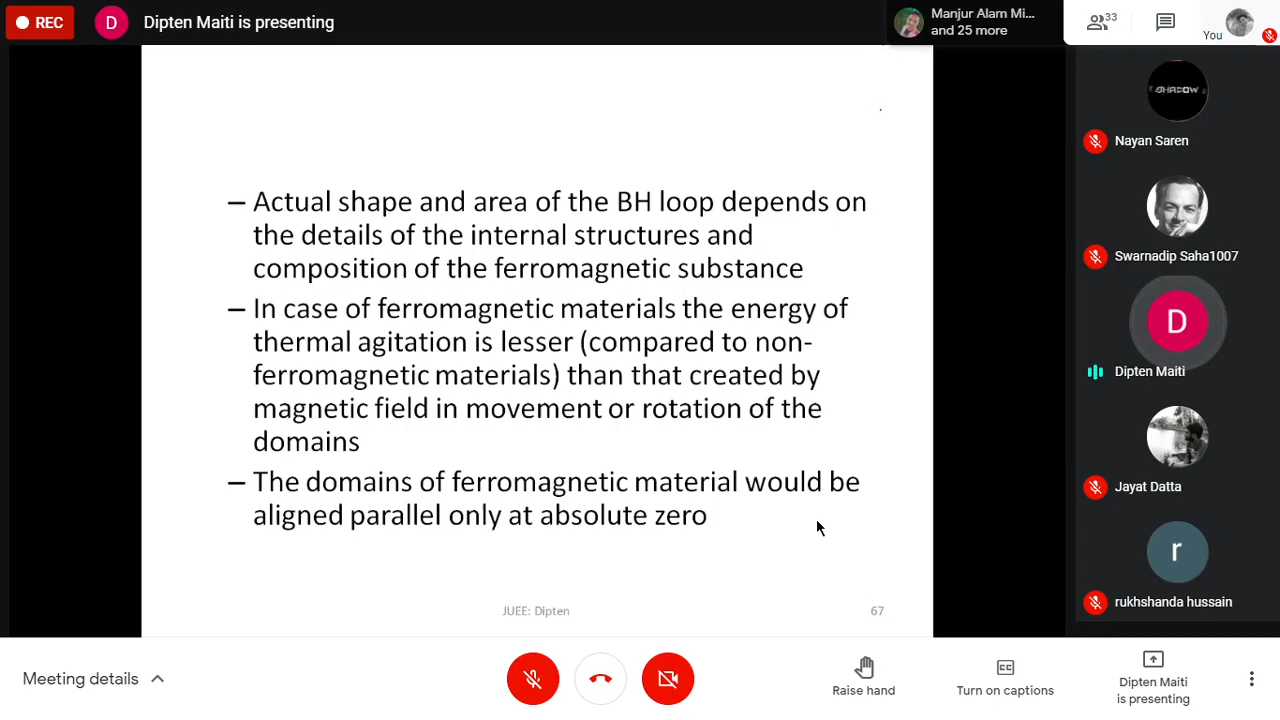 REC
D
Dipten Maiti is presenting
Manjur Alam Mi...
and 25 more
33
You
– Actual shape and area of the BH loop depends on
the details of the internal structures and
composition of the ferromagnetic substance
– In case of ferromagnetic materials the energy of
thermal agitation is lesser (compared to non-
ferromagnetic materials) than that created by
magnetic field in movement or rotation of the
domains
– The domains of ferromagnetic material would be
aligned parallel only at absolute zero
JUEE: Dipten
67
SHADOW
Nayan Saren
Swarnadip Saha1007
D
Dipten Maiti
Jayat Datta
r
rukhshanda hussain
Meeting details
Raise hand
CC
Turn on captions
Dipten Maiti
is presenting